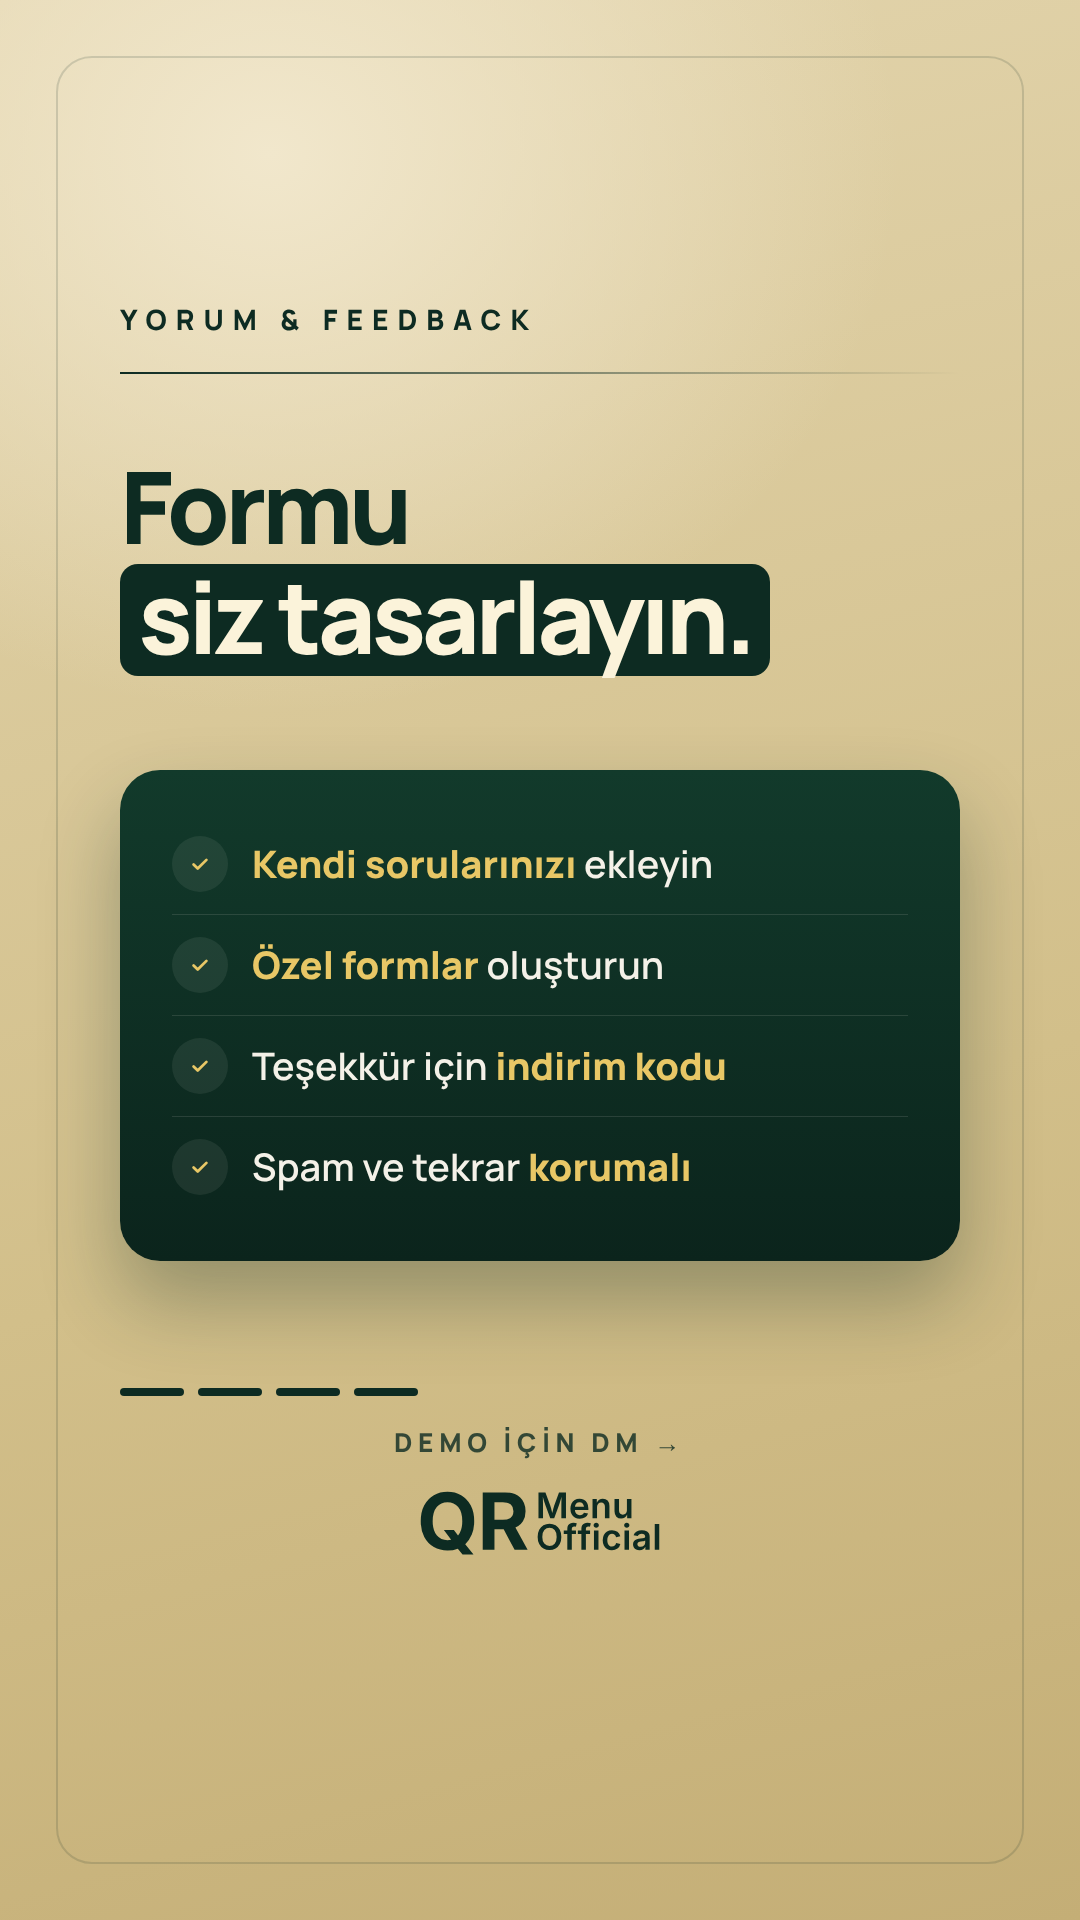 YORUM & FEEDBACK
Formu
siz tasarlayın.
Kendi sorularınızı ekleyin
Özel formlar oluşturun
Teşekkür için indirim kodu
Spam ve tekrar korumalı
DEMO İÇİN DM →
QR Menu
Official